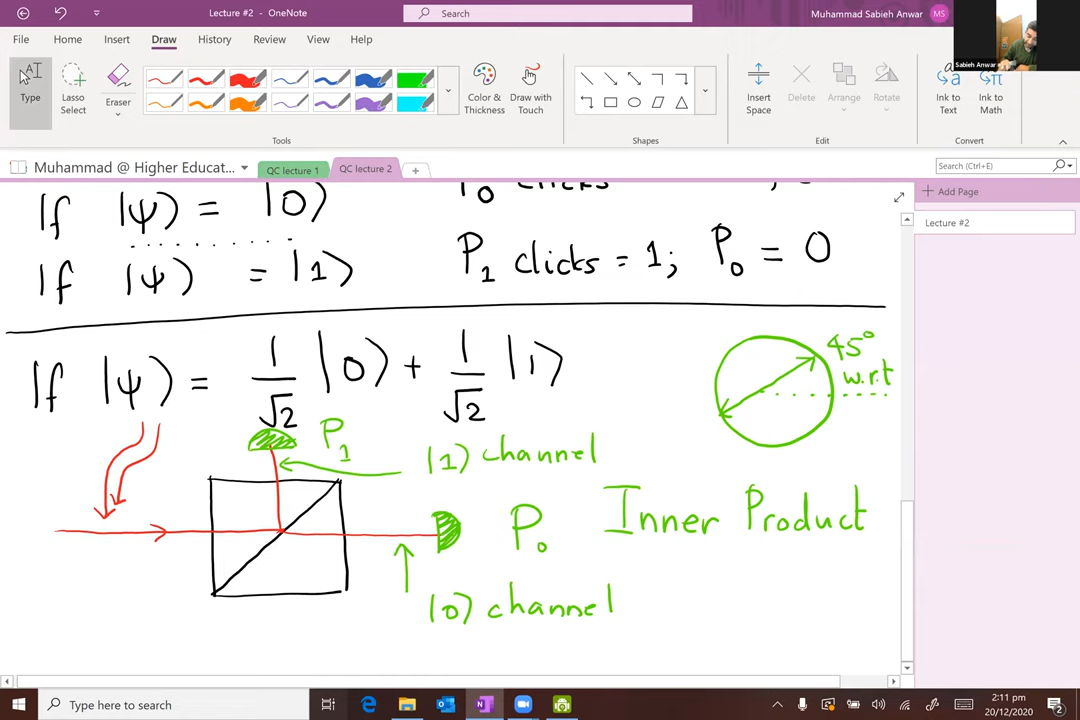 Lecture #2 - OneNote
Search
Muhammad Sabieh Anwar
MS
Sabieh Anwar
File Home Insert Draw History Review View Help
Type
Lasso Select
Eraser
Color & Thickness
Draw with Touch
Insert Space
Delete
Arrange
Rotate
Ink to Text
Ink to Math
Tools
Shapes
Edit
Convert
Muhammad @ Higher Educat...
QC lecture 1
QC lecture 2
Search (Ctrl+E)
Add Page
Lecture #2
If |ψ⟩ = |0⟩
If |ψ⟩ = |1⟩ P₁ clicks = 1; P₀ = 0
If |ψ⟩ = 1/√2 |0⟩ + 1/√2 |1⟩
45°
w.r.t
P₁
|1⟩ channel
P₀
Inner Product
|0⟩ channel
Type here to search
2:11 pm
20/12/2020
2